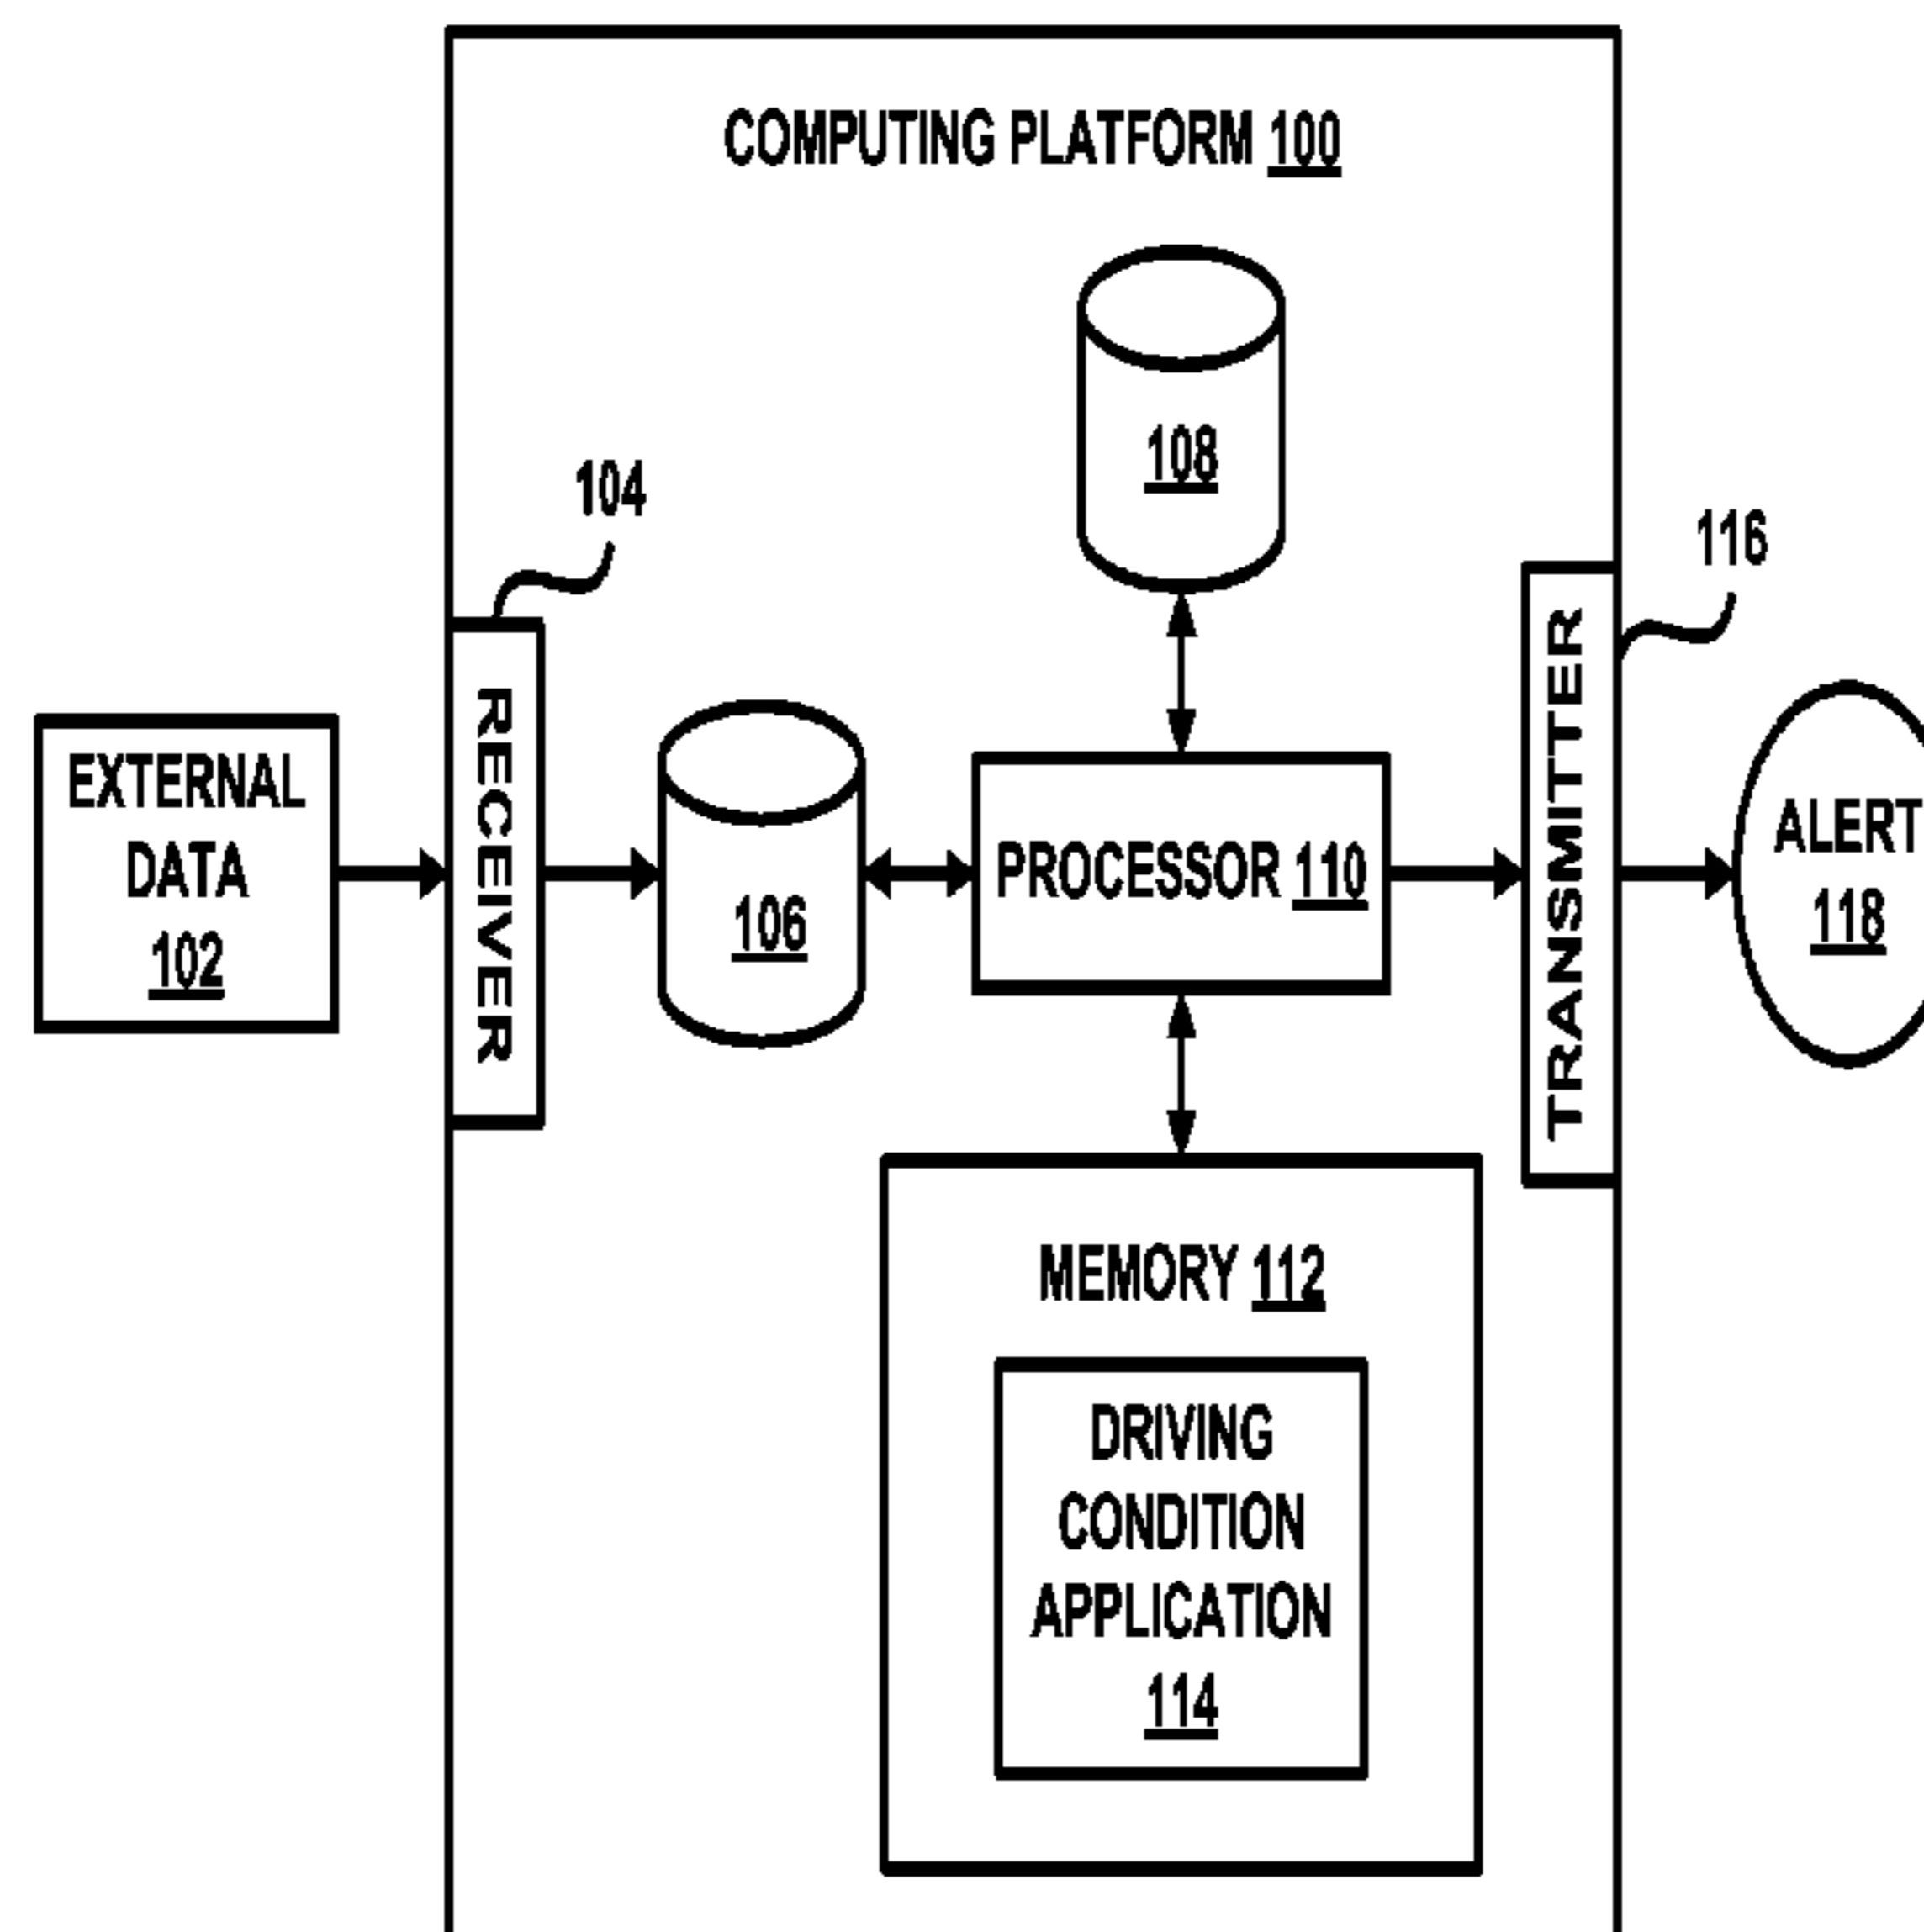 COMPUTING PLATFORM 100
108
104
116
RECEIVER
TRANSMITTER
EXTERNAL
DATA
102
106
PROCESSOR 110
ALERT
118
MEMORY 112
DRIVING
CONDITION
APPLICATION
114